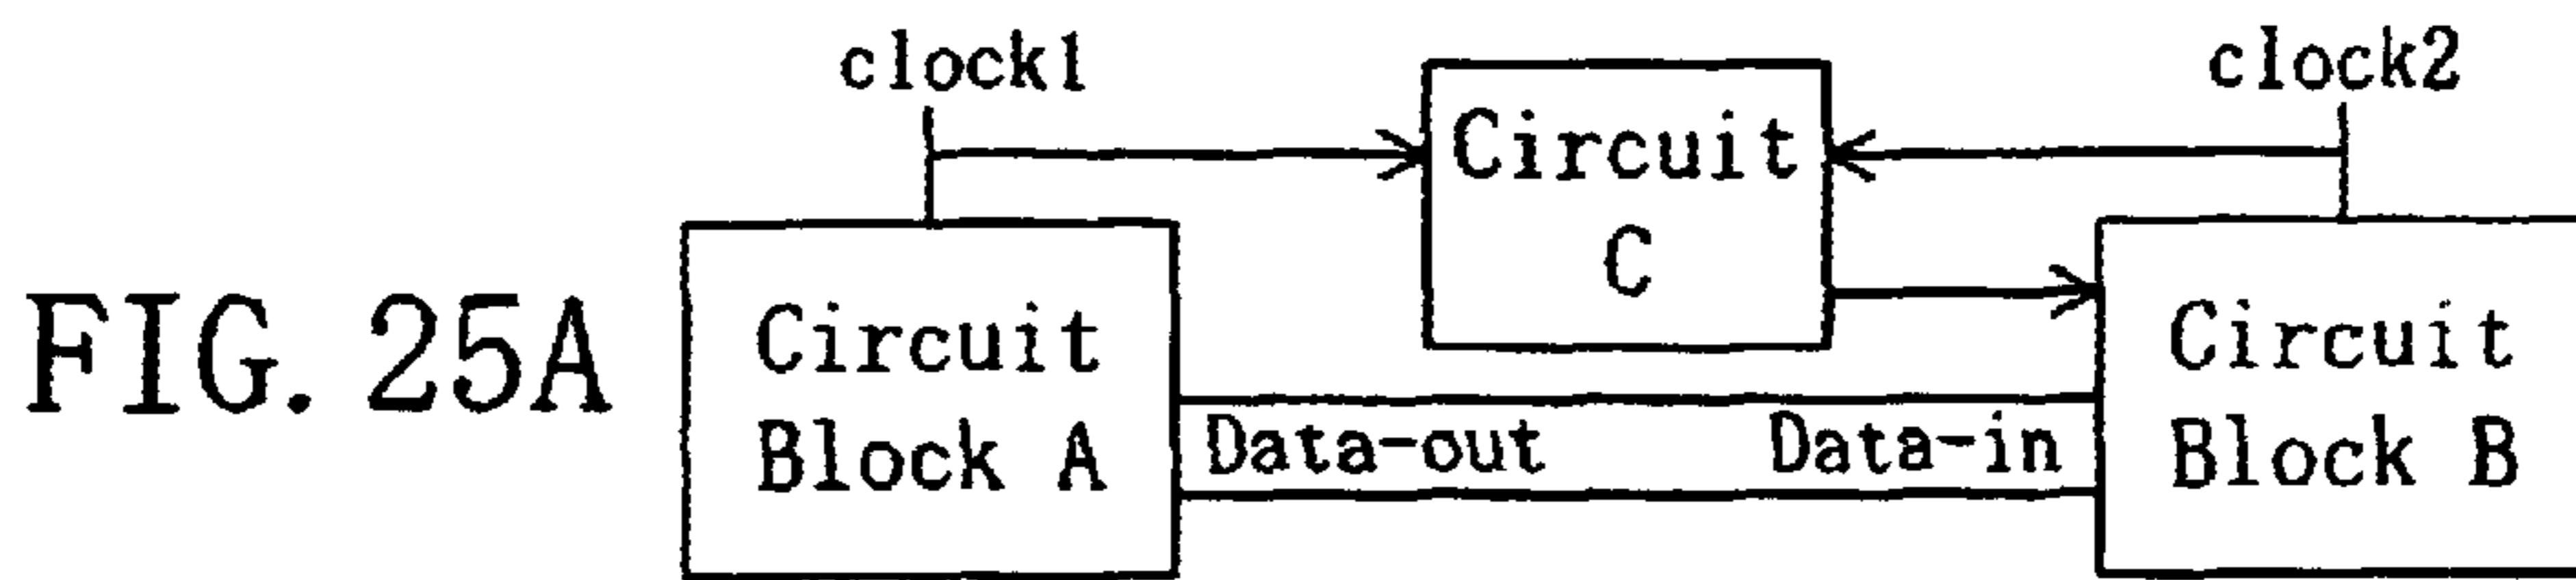 clock1
clock2
Circuit
C
FIG. 25A
Circuit
Block A
Data-out
Data-in
Circuit
Block B